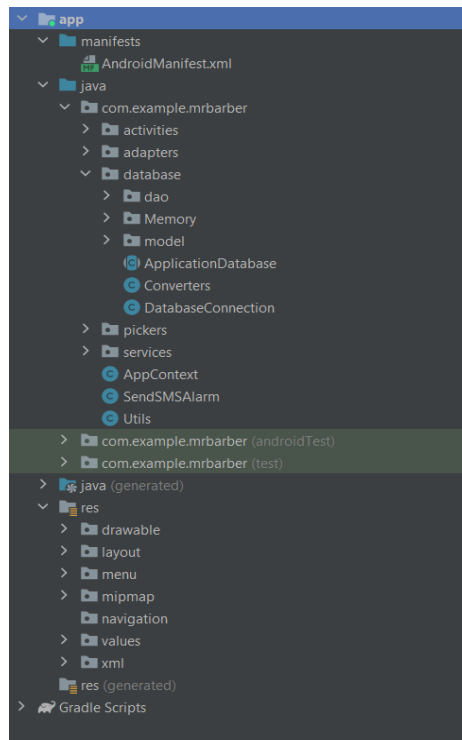 app
manifests
AndroidManifest.xml
java
com.example.mrbarber
activities
adapters
database
dao
Memory
model
ApplicationDatabase
Converters
DatabaseConnection
pickers
services
AppContext
SendSMSAlarm
Utils
com.example.mrbarber (androidTest)
com.example.mrbarber (test)
java (generated)
res
drawable
layout
menu
mipmap
navigation
values
xml
res (generated)
Gradle Scripts